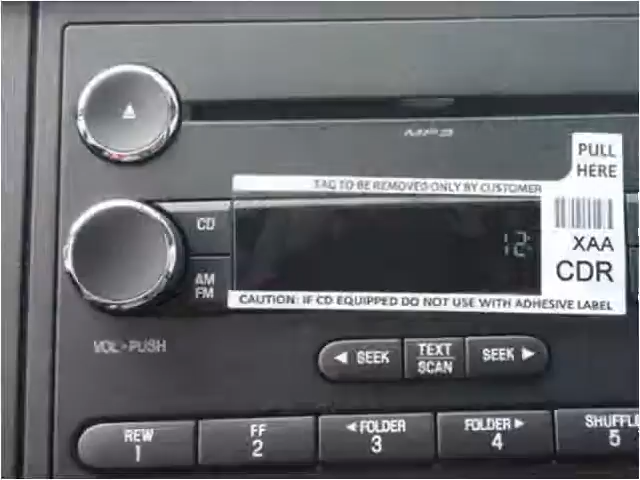 MP3
PULL
HERE
TAG TO BE REMOVED ONLY BY CUSTOMER
XAA
CDR
CD
12:
AM
FM
CAUTION: IF CD EQUIPPED DO NOT USE WITH ADHESIVE LABEL
VOL - PUSH
◄ SEEK
TEXT
SCAN
SEEK ►
REW
1
FF
2
◄ FOLDER
3
FOLDER ►
4
SHUFFLE
5